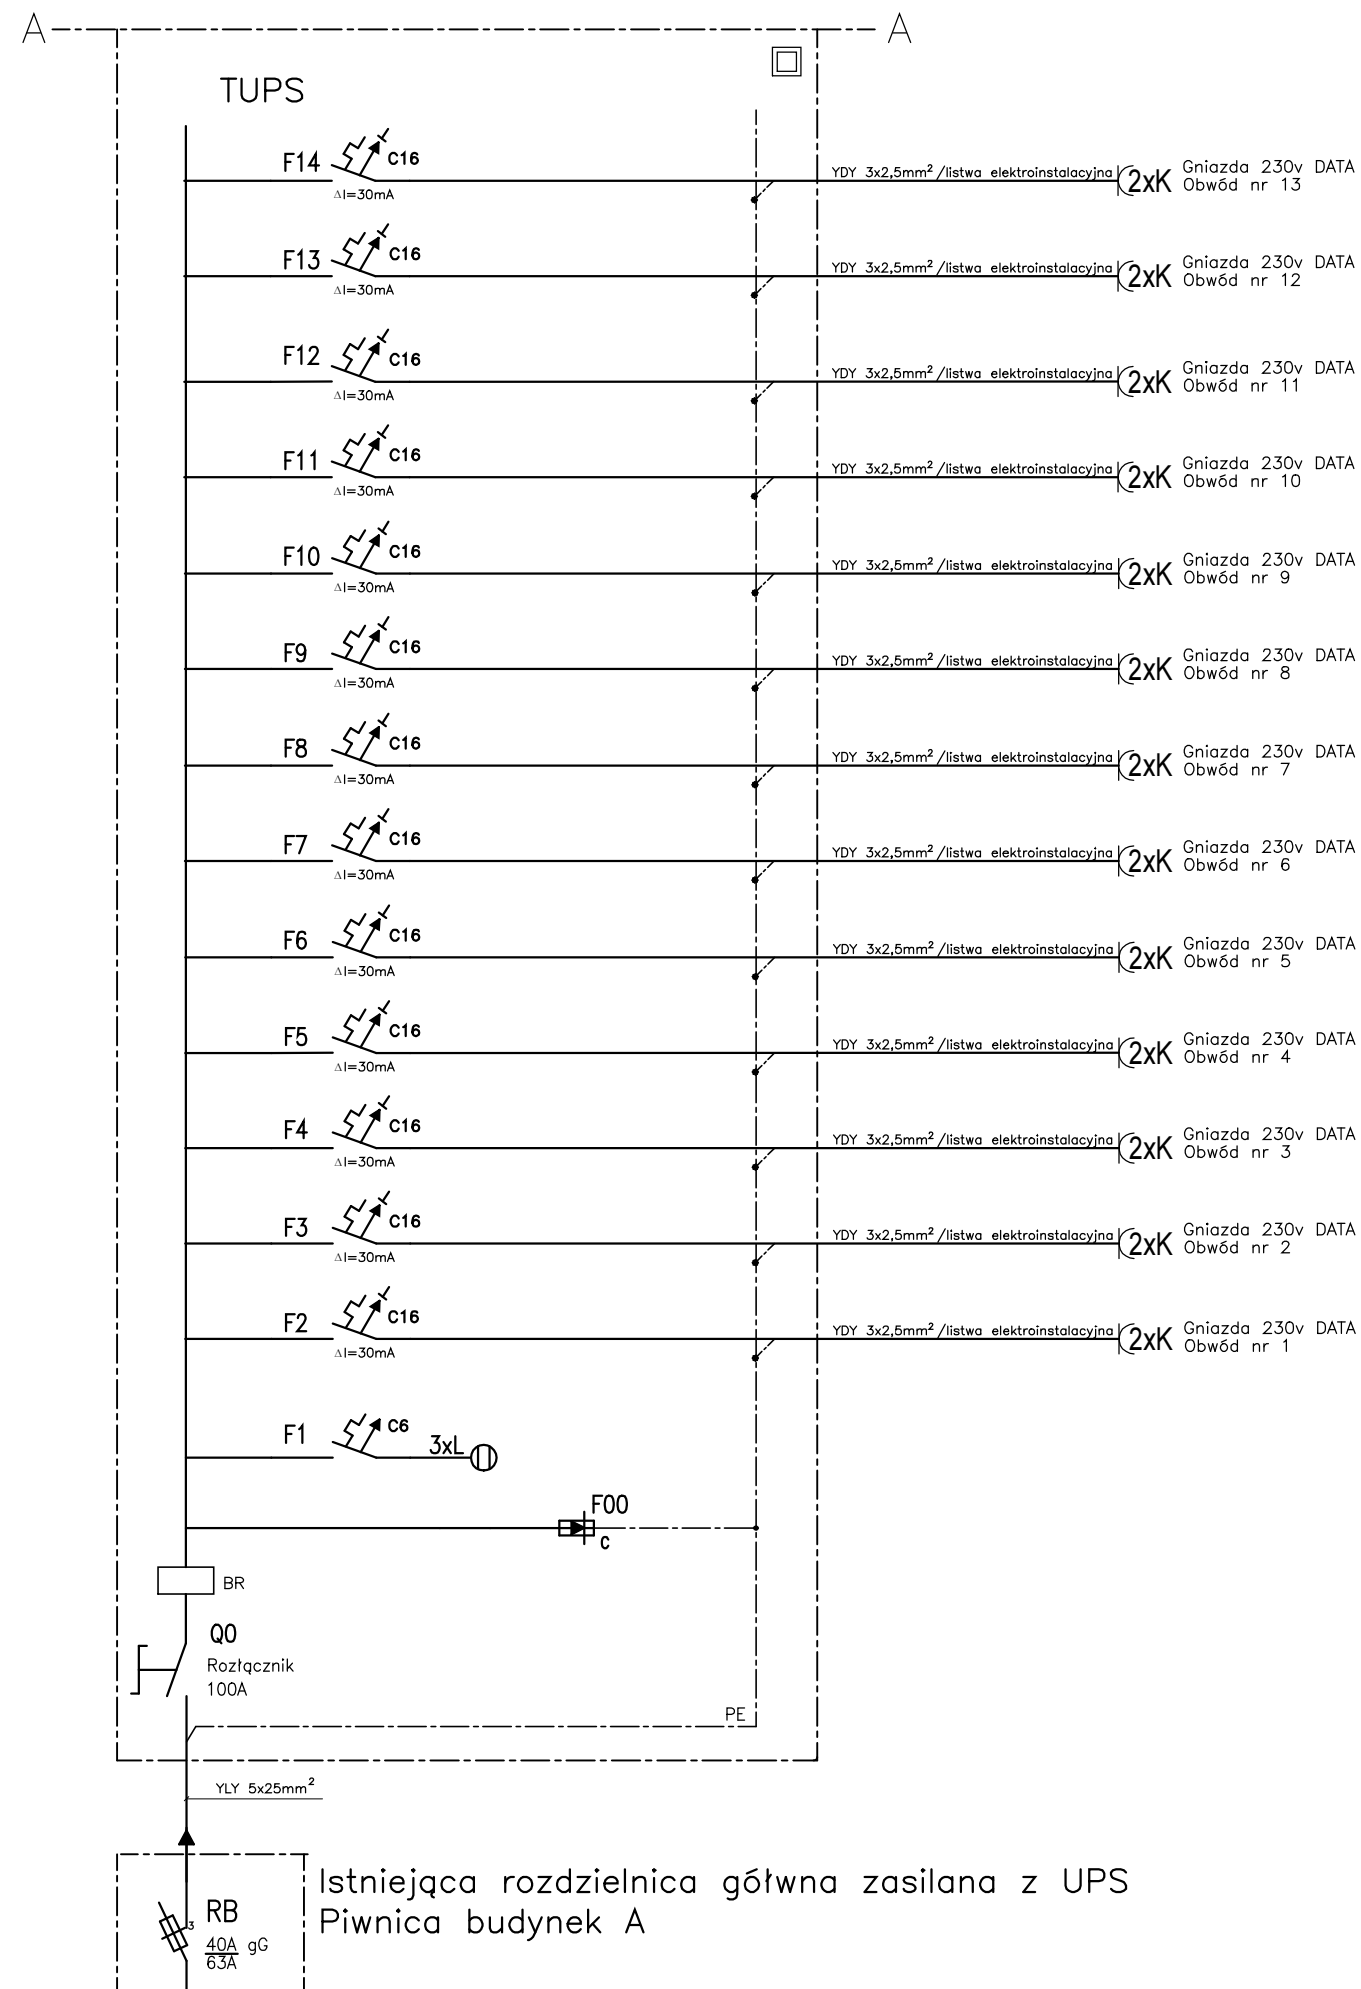 A A
TUPS
F14 C16
ΔI=30mA
YDY 3x2,5mm²/listwa elektroinstalacyjna
2xK
Gniazda 230v DATA
Obwód nr 13
F13 C16
ΔI=30mA
YDY 3x2,5mm²/listwa elektroinstalacyjna
2xK
Gniazda 230v DATA
Obwód nr 12
F12 C16
ΔI=30mA
YDY 3x2,5mm²/listwa elektroinstalacyjna
2xK
Gniazda 230v DATA
Obwód nr 11
F11 C16
ΔI=30mA
YDY 3x2,5mm²/listwa elektroinstalacyjna
2xK
Gniazda 230v DATA
Obwód nr 10
F10 C16
ΔI=30mA
YDY 3x2,5mm²/listwa elektroinstalacyjna
2xK
Gniazda 230v DATA
Obwód nr 9
F9 C16
ΔI=30mA
YDY 3x2,5mm²/listwa elektroinstalacyjna
2xK
Gniazda 230v DATA
Obwód nr 8
F8 C16
ΔI=30mA
YDY 3x2,5mm²/listwa elektroinstalacyjna
2xK
Gniazda 230v DATA
Obwód nr 7
F7 C16
ΔI=30mA
YDY 3x2,5mm²/listwa elektroinstalacyjna
2xK
Gniazda 230v DATA
Obwód nr 6
F6 C16
ΔI=30mA
YDY 3x2,5mm²/listwa elektroinstalacyjna
2xK
Gniazda 230v DATA
Obwód nr 5
F5 C16
ΔI=30mA
YDY 3x2,5mm²/listwa elektroinstalacyjna
2xK
Gniazda 230v DATA
Obwód nr 4
F4 C16
ΔI=30mA
YDY 3x2,5mm²/listwa elektroinstalacyjna
2xK
Gniazda 230v DATA
Obwód nr 3
F3 C16
ΔI=30mA
YDY 3x2,5mm²/listwa elektroinstalacyjna
2xK
Gniazda 230v DATA
Obwód nr 2
F2 C16
ΔI=30mA
YDY 3x2,5mm²/listwa elektroinstalacyjna
2xK
Gniazda 230v DATA
Obwód nr 1
F1 C6 3xL
F00
C
BR
Q0
Rozłącznik
100A
PE
YLY 5x25mm²
Istniejąca rozdzielnica gółwna zasilana z UPS
Piwnica budynek A
RB
3
40A gG
63A